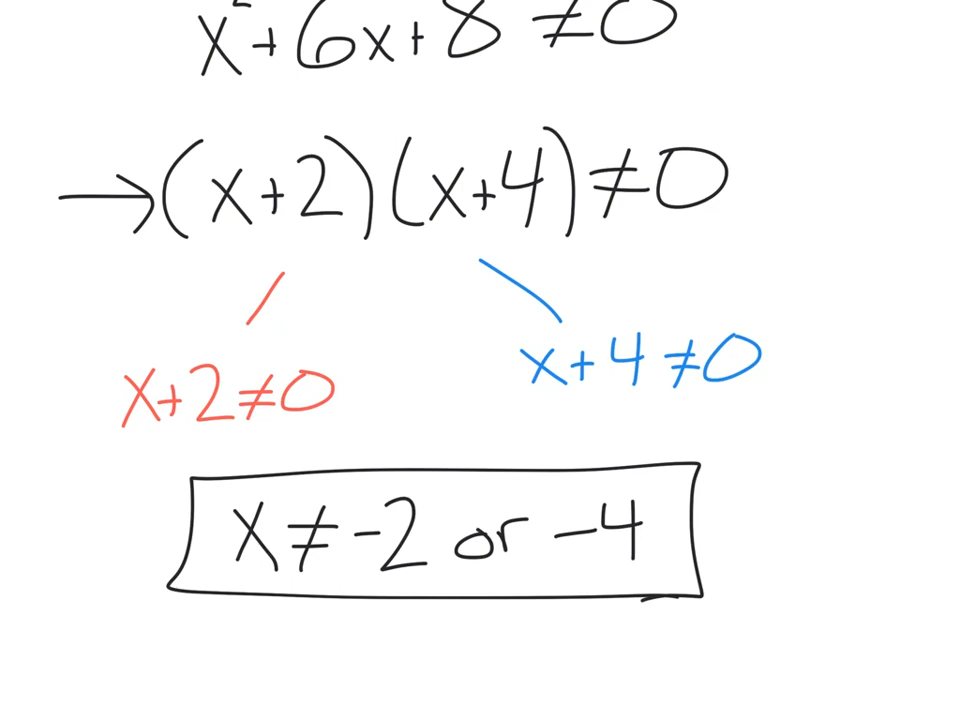 x²+6x+8≠0
→(x+2)(x+4)≠0
x+2≠0 x+4≠0
x≠-2 or -4